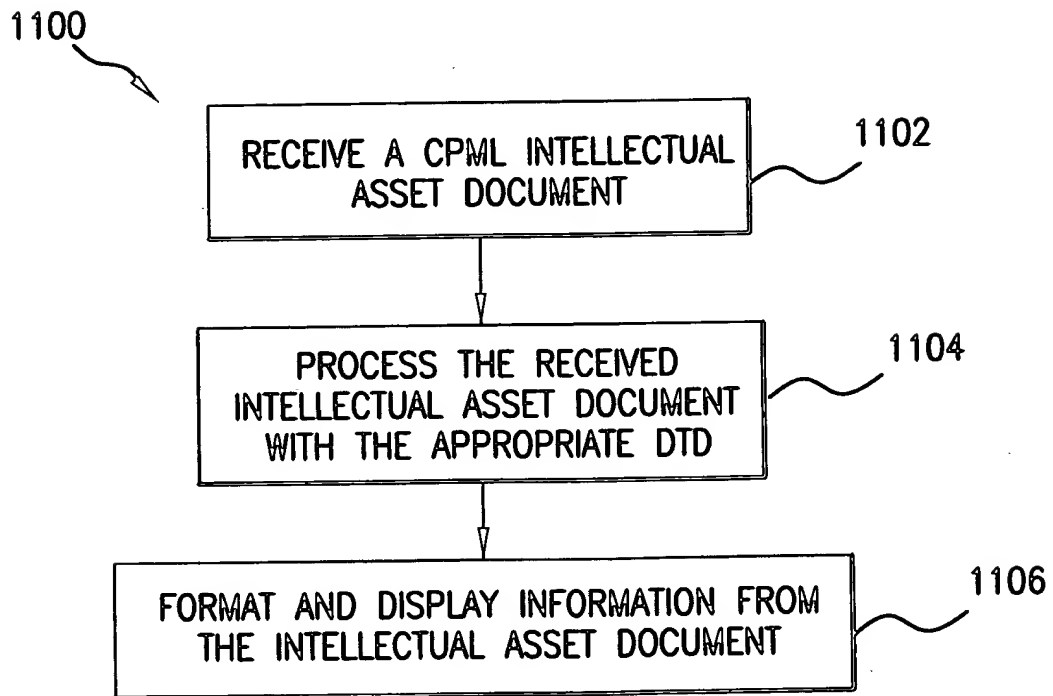 1100
RECEIVE A CPML INTELLECTUAL
ASSET DOCUMENT
1102
PROCESS THE RECEIVED
INTELLECTUAL ASSET DOCUMENT
WITH THE APPROPRIATE DTD
1104
FORMAT AND DISPLAY INFORMATION FROM
THE INTELLECTUAL ASSET DOCUMENT
1106